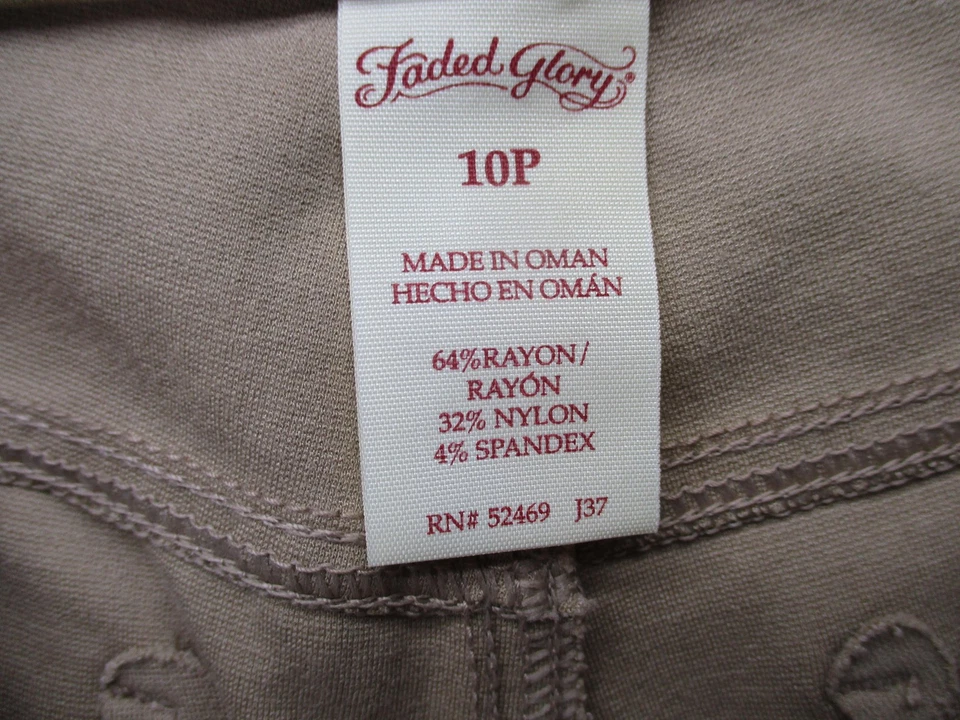 Faded Glory®
10P
MADE IN OMAN
HECHO EN OMÁN
64%RAYON/
RAYÓN
32% NYLON
4% SPANDEX
RN# 52469 J37